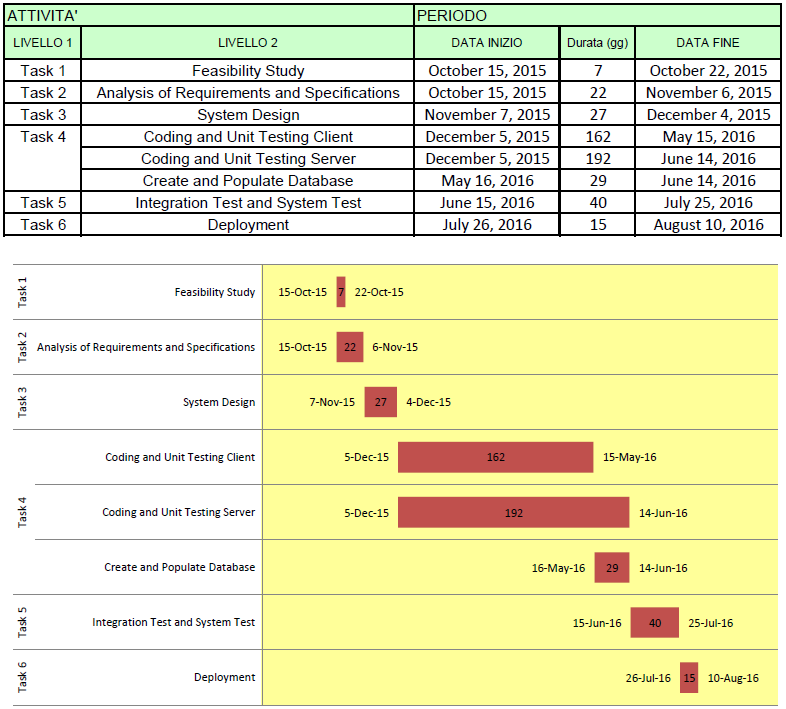 ATTIVITA' PERIODO
LIVELLO 1 LIVELLO 2 DATA INIZIO Durata (gg) DATA FINE
Task 1 Feasibility Study October 15, 2015 7 October 22, 2015
Task 2 Analysis of Requirements and Specifications October 15, 2015 22 November 6, 2015
Task 3 System Design November 7, 2015 27 December 4, 2015
Task 4 Coding and Unit Testing Client December 5, 2015 162 May 15, 2016
Coding and Unit Testing Server December 5, 2015 192 June 14, 2016
Create and Populate Database May 16, 2016 29 June 14, 2016
Task 5 Integration Test and System Test June 15, 2016 40 July 25, 2016
Task 6 Deployment July 26, 2016 15 August 10, 2016
Task 1 Feasibility Study 15-Oct-15 7 22-Oct-15
Task 2 Analysis of Requirements and Specifications 15-Oct-15 22 6-Nov-15
Task 3 System Design 7-Nov-15 27 4-Dec-15
Coding and Unit Testing Client 5-Dec-15 162 15-May-16
Task 4 Coding and Unit Testing Server 5-Dec-15 192 14-Jun-16
Create and Populate Database 16-May-16 29 14-Jun-16
Task 5 Integration Test and System Test 15-Jun-16 40 25-Jul-16
Task 6 Deployment 26-Jul-16 15 10-Aug-16